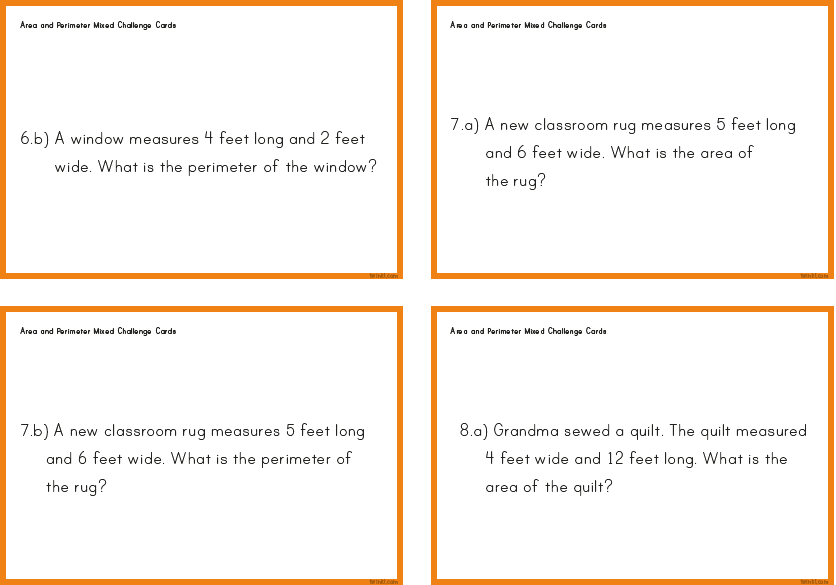 Area and Perimeter Mixed Challenge Cards
6.b) A window measures 4 feet long and 2 feet
wide. What is the perimeter of the window?
twinkl.com
Area and Perimeter Mixed Challenge Cards
7.a) A new classroom rug measures 5 feet long
and 6 feet wide. What is the area of
the rug?
twinkl.com
Area and Perimeter Mixed Challenge Cards
7.b) A new classroom rug measures 5 feet long
and 6 feet wide. What is the perimeter of
the rug?
twinkl.com
Area and Perimeter Mixed Challenge Cards
8.a) Grandma sewed a quilt. The quilt measured
4 feet wide and 12 feet long. What is the
area of the quilt?
twinkl.com